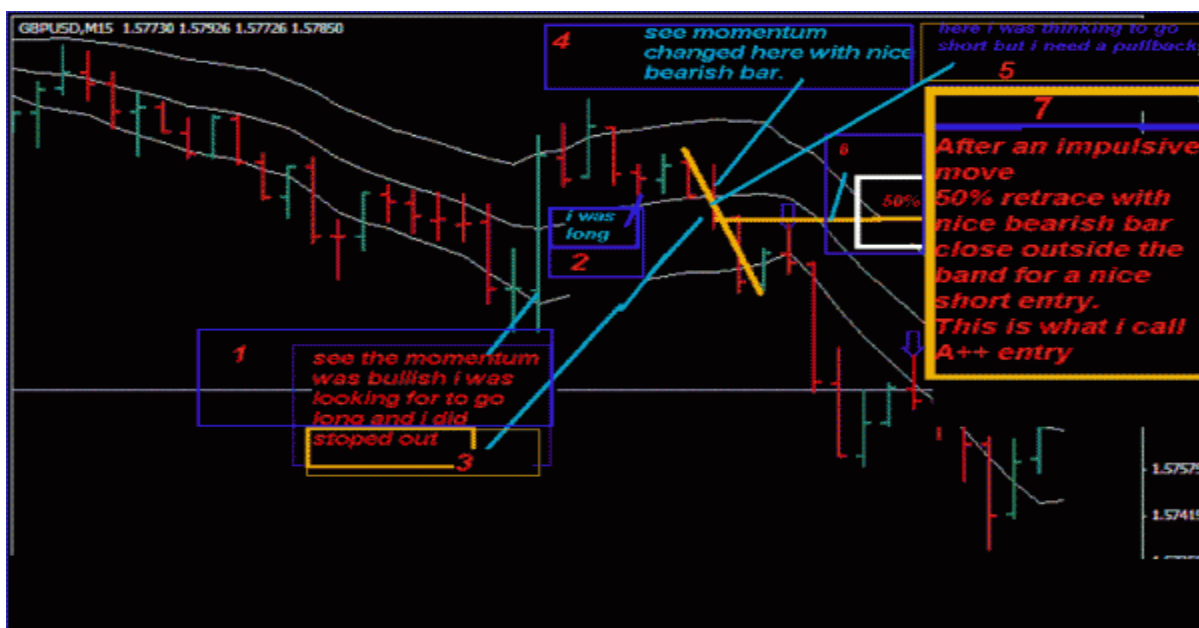 GBPUSD,M15 1.57730 1.57926 1.57726 1.57850
4
see momentum
changed here with nice
bearish bar.
here i was thinking to go
short but i need a pullback
5
7
After an impulsive
move
50% retrace with
nice bearish bar
close outside the
band for a nice
short entry.
This is what i call
A++ entry
6
50%
i was
long
2
1
see the momentum
was bullish i was
looking for to go
long and i did
stoped out
3
1.57575
1.57415